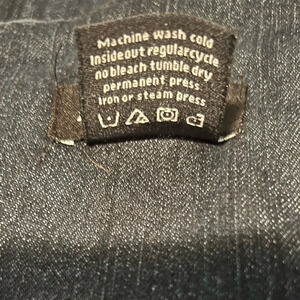 Machine wash cold
Insideout regularcycle
no bleach tumble dry
permanent press
Iron or steam press